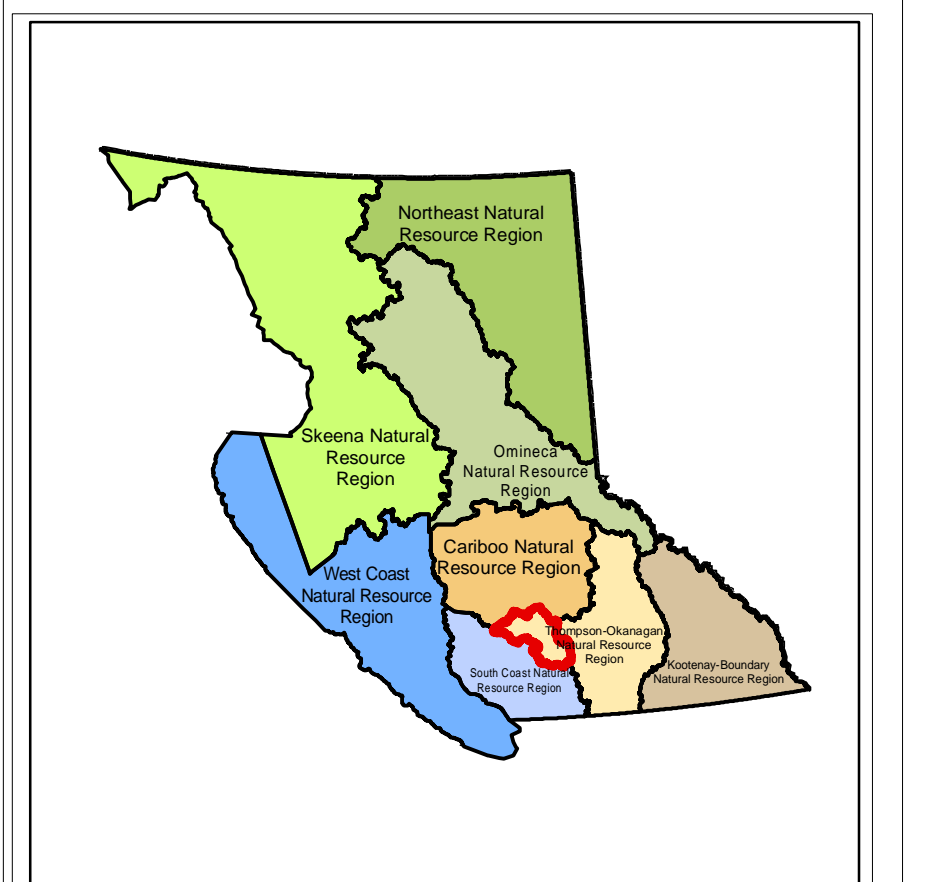 Northeast Natural
Resource Region
Skeena Natural
Resource
Region
Omineca
Natural Resource
Region
Cariboo Natural
Resource Region
West Coast
Natural Resource
Region
Thompson-Okanagan
Natural Resource
Region
South Coast Natural
Resource Region
Kootenay-Boundary
Natural Resource Region